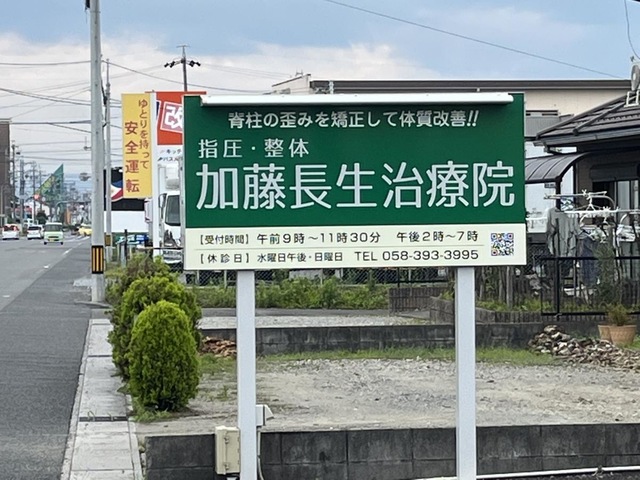 脊柱の歪みを矯正して体質改善!!
指圧・整体
加藤長生治療院
【受付時間】 午前9時〜11時30分 午後2時〜7時
【休診日】 水曜日午後・日曜日 TEL 058-393-3995
ゆとりを持って
安全運転
改